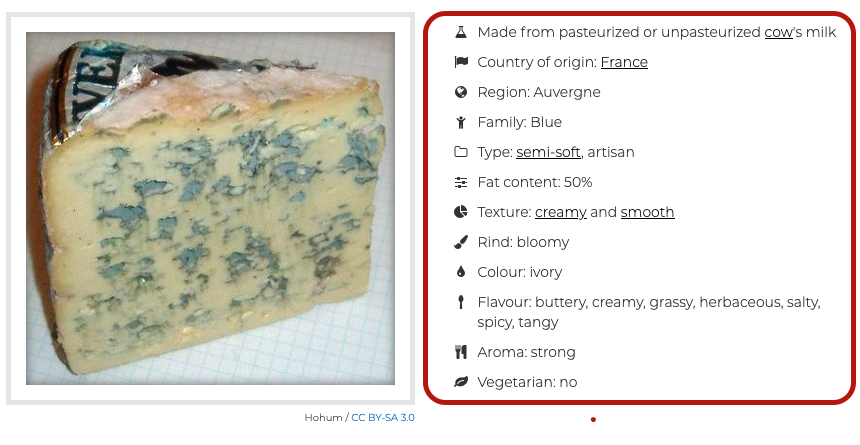 VE
Made from pasteurized or unpasteurized cow's milk
Country of origin: France
Region: Auvergne
Family: Blue
Type: semi-soft, artisan
Fat content: 50%
Texture: creamy and smooth
Rind: bloomy
Colour: ivory
Flavour: buttery, creamy, grassy, herbaceous, salty,
spicy, tangy
Aroma: strong
Vegetarian: no
Hohum / CC BY-SA 3.0